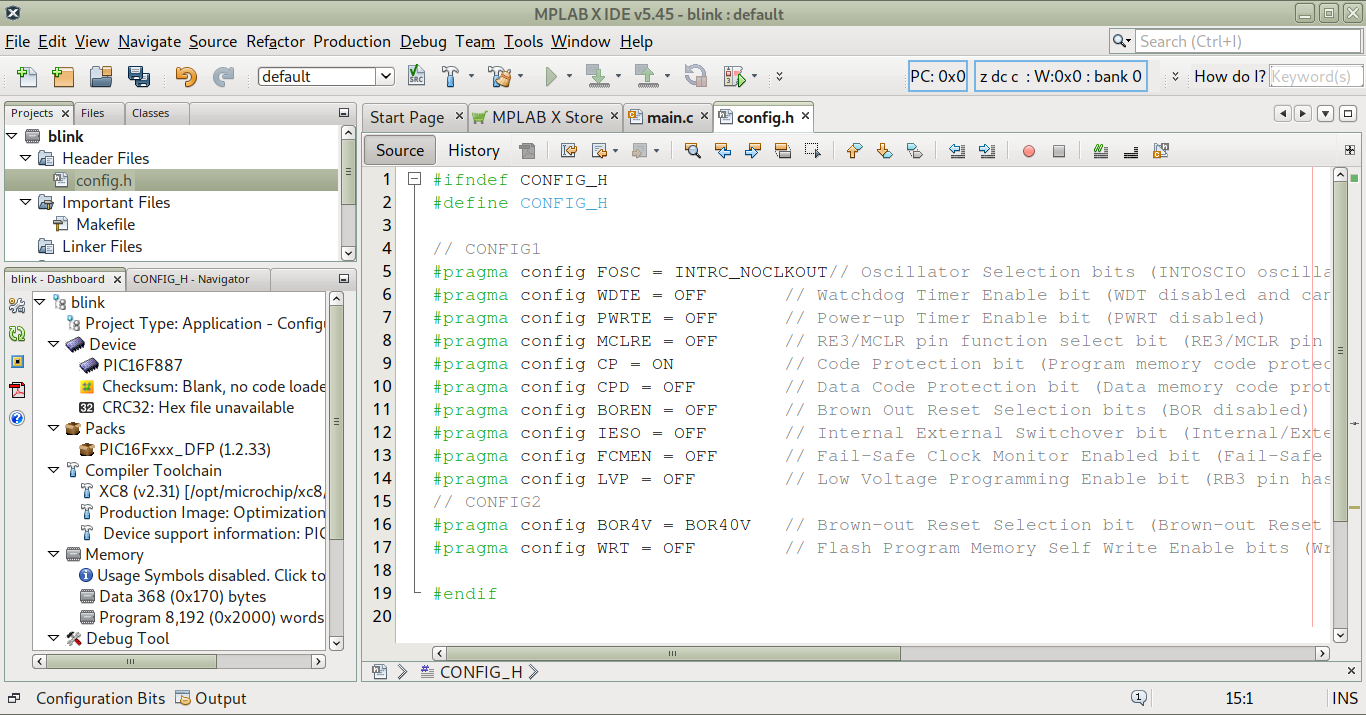 MPLAB X IDE v5.45 - blink : default
File Edit View Navigate Source Refactor Production Debug Team Tools Window Help
Search (Ctrl+I)
default
PC: 0x0
z dc c : W:0x0 : bank 0
How do I?
Keyword(s)
Projects
Files
Classes
blink
Header Files
config.h
Important Files
Makefile
Linker Files
blink - Dashboard
CONFIG_H - Navigator
blink
Project Type: Application - Configu
Device
PIC16F887
Checksum: Blank, no code loade
CRC32: Hex file unavailable
Packs
PIC16Fxxx_DFP (1.2.33)
Compiler Toolchain
XC8 (v2.31) [/opt/microchip/xc8/
Production Image: Optimization
Device support information: PIC
Memory
Usage Symbols disabled. Click to
Data 368 (0x170) bytes
Program 8,192 (0x2000) words
Debug Tool
Start Page
MPLAB X Store
main.c
config.h
Source
History
1 #ifndef CONFIG_H
2 #define CONFIG_H
3
4 // CONFIG1
5 #pragma config FOSC = INTRC_NOCLKOUT// Oscillator Selection bits (INTOSCIO oscilla
6 #pragma config WDTE = OFF // Watchdog Timer Enable bit (WDT disabled and can
7 #pragma config PWRTE = OFF // Power-up Timer Enable bit (PWRT disabled)
8 #pragma config MCLRE = OFF // RE3/MCLR pin function select bit (RE3/MCLR pin
9 #pragma config CP = ON // Code Protection bit (Program memory code protec
10 #pragma config CPD = OFF // Data Code Protection bit (Data memory code prot
11 #pragma config BOREN = OFF // Brown Out Reset Selection bits (BOR disabled)
12 #pragma config IESO = OFF // Internal External Switchover bit (Internal/Exte
13 #pragma config FCMEN = OFF // Fail-Safe Clock Monitor Enabled bit (Fail-Safe
14 #pragma config LVP = OFF // Low Voltage Programming Enable bit (RB3 pin has
15 // CONFIG2
16 #pragma config BOR4V = BOR40V // Brown-out Reset Selection bit (Brown-out Reset
17 #pragma config WRT = OFF // Flash Program Memory Self Write Enable bits (Wr
18
19 #endif
20
CONFIG_H
Configuration Bits
Output
1
15:1
INS